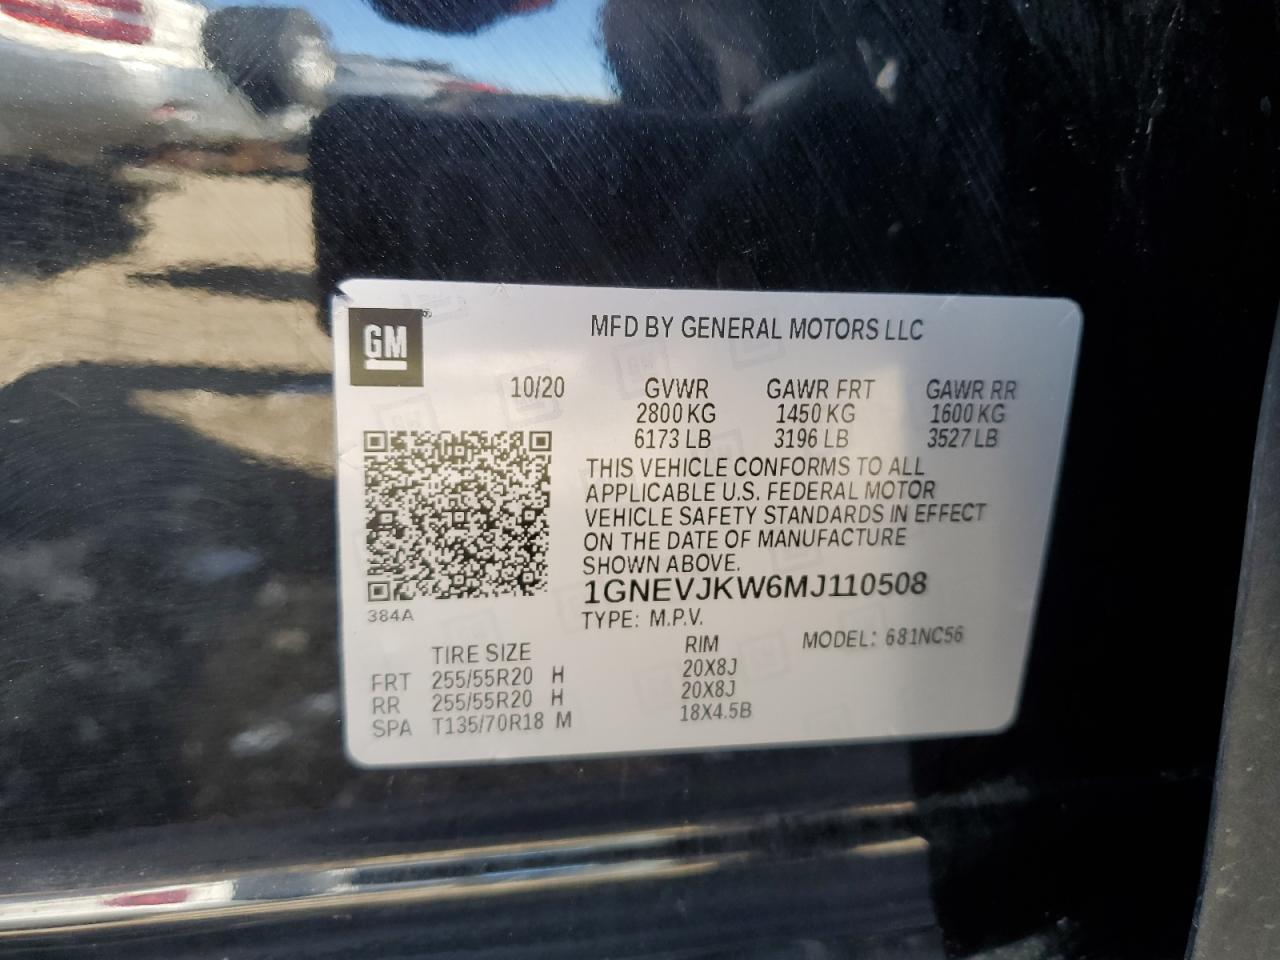 GM
MFD BY GENERAL MOTORS LLC
10/20 GVWR GAWR FRT GAWR RR
2800 KG 1450 KG 1600 KG
6173 LB 3196 LB 3527 LB
THIS VEHICLE CONFORMS TO ALL
APPLICABLE U.S. FEDERAL MOTOR
VEHICLE SAFETY STANDARDS IN EFFECT
ON THE DATE OF MANUFACTURE
SHOWN ABOVE.
1GNEVJKW6MJ110508
384A
TYPE: M.P.V. MODEL: 681NC56
TIRE SIZE RIM
FRT 255/55R20 H 20X8J
RR 255/55R20 H 20X8J
SPA T135/70R18 M 18X4.5B